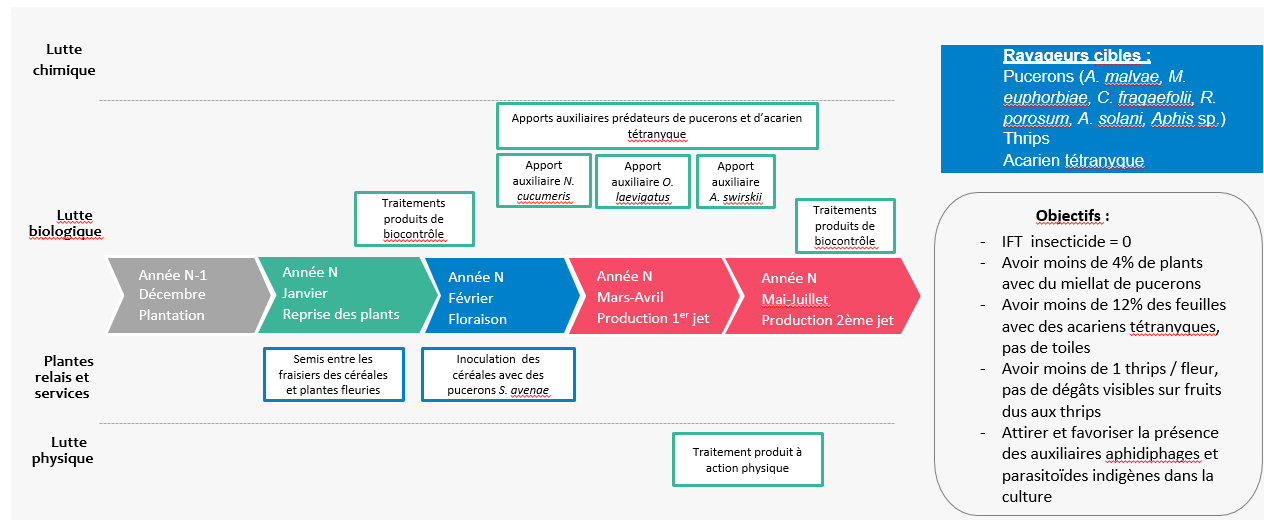 Lutte
chimique
Apports auxiliaires prédateurs de pucerons et d'acarien
tétranyque
Apport
auxiliaire N.
cucumeris
Apport
auxiliaire O.
laevigatus
Apport
auxiliaire
A. swirskii
Lutte
biologique
Traitements
produits de
biocontrôle
Traitements
produits de
biocontrôle
Année N-1
Décembre
Plantation
Année N
Janvier
Reprise des plants
Année N
Février
Floraison
Année N
Mars-Avril
Production 1er jet
Année N
Mai-Juillet
Production 2ème jet
Plantes
relais et
services
Semis entre les
fraisiers des céréales
et plantes fleuries
Inoculation des
céréales avec des
pucerons S. avenae
Lutte
physique
Traitement produit à
action physique
Ravageurs cibles :
Pucerons (A. malvae, M.
euphorbiae, C. fragaefolii, R.
porosum, A. solani, Aphis sp.)
Thrips
Acarien tétranyque
Objectifs :
- IFT insecticide = 0
- Avoir moins de 4% de plants
avec du miellat de pucerons
- Avoir moins de 12% des feuilles
avec des acariens tétranyques,
pas de toiles
- Avoir moins de 1 thrips / fleur,
pas de dégâts visibles sur fruits
dus aux thrips
- Attirer et favoriser la présence
des auxiliaires aphidiphages et
parasitoïdes indigènes dans la
culture